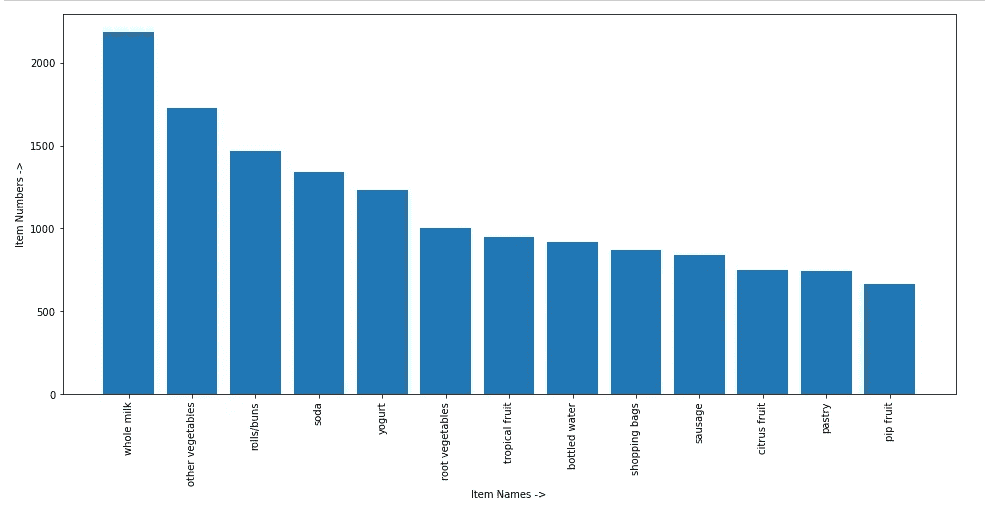 2000
1500
1000
500
0
Item Numbers ->
whole milk
other vegetables
rolls/buns
soda
yogurt
root vegetables
tropical fruit
bottled water
shopping bags
sausage
citrus fruit
pastry
pip fruit
Item Names ->